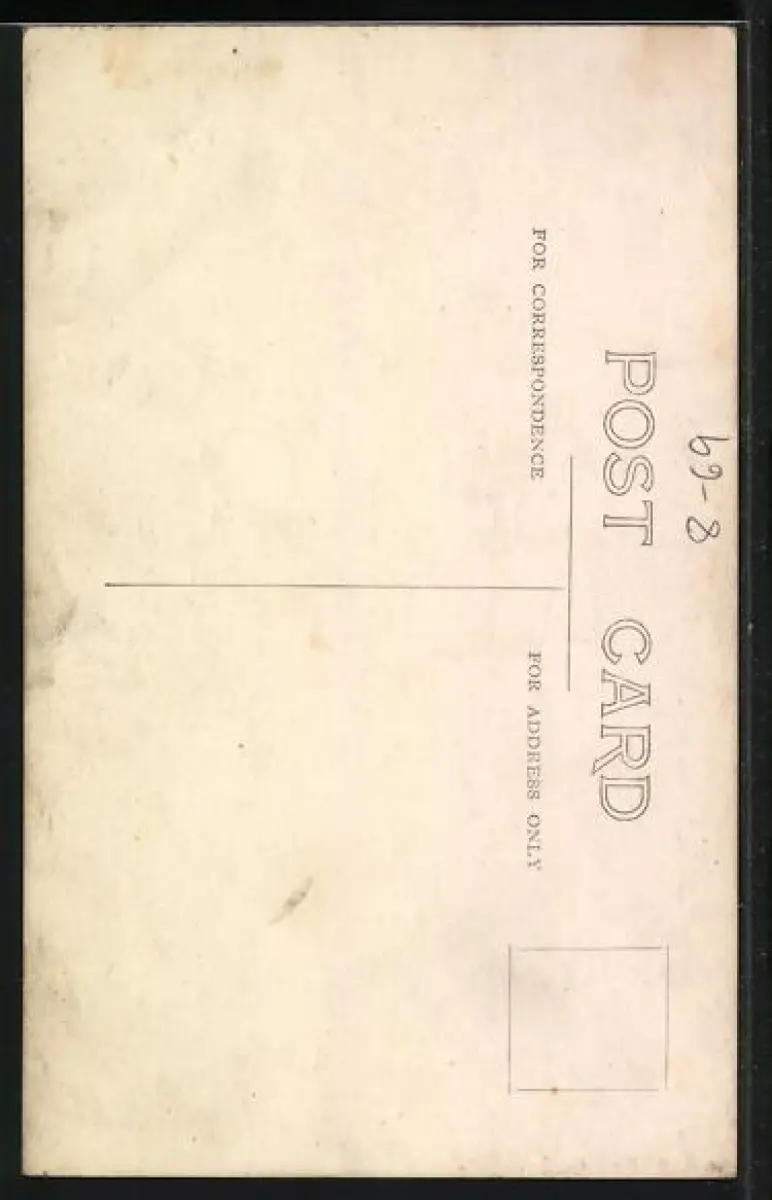 69-8
POST CARD
FOR CORRESPONDENCE
FOR ADDRESS ONLY